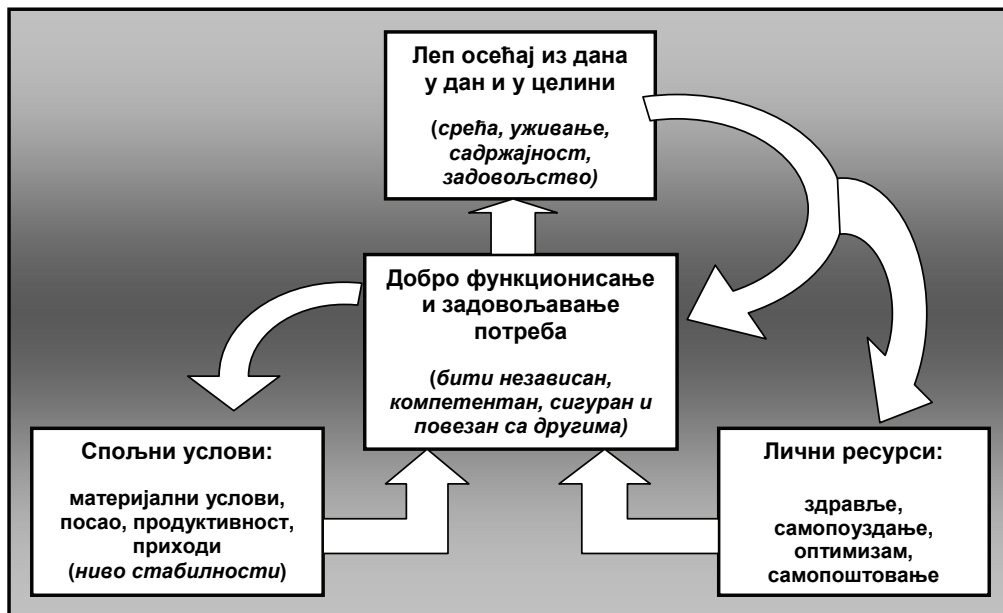 Леп осећај из дана
у дан и у целини
(срећа, уживање,
садржајност,
задовољство)
Добро функционисање
и задовољавање
потреба
(бити независан,
компетентан, сигуран и
повезан са другима)
Спољни услови:
материјални услови,
посао, продуктивност,
приходи
(ниво стабилности)
Лични ресурси:
здравље,
самопоуздање,
оптимизам,
самопоштовање